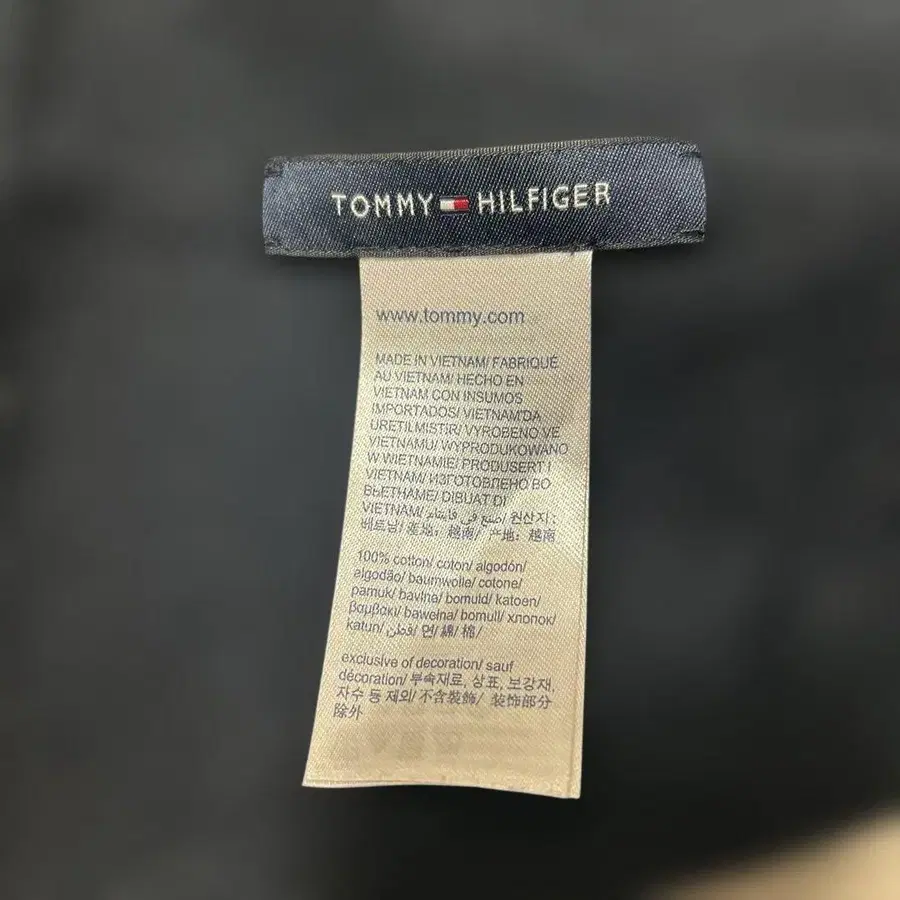 TOMMY HILFIGER
www.tommy.com
MADE IN VIETNAM/ FABRIQUÉ
AU VIETNAM/ HECHO EN
VIETNAM CON INSUMOS
IMPORTADOS/ VIETNAM'DA
ÜRETILMISTIR/ VYROBENO VE
VIETNAMU/ WYPRODUKOWANO
W WIETNAMIE/ PRODUSERT I
VIETNAM/ ИЗГОТОВЛЕНО ВО
ВЬЕТНАМЕ/ DIBUAT DI
VIETNAM/ صنع في فايتنام/ 원산지 :
베트남/ 產地：越南/ 产地：越南
100% cotton/ coton/ algodón/
algodão/ baumwolle/ cotone/
pamuk/ bavlna/ bomuld/ katoen/
βαμβακι/ bawełna/ bomull/ хлопок/
katun/ قطن/ 면/ 綿/ 棉/
exclusive of decoration/ sauf
décoration/ 부속재료, 상표, 보강재,
자수 등 제외/ 不含裝飾/ 装饰部分
除外